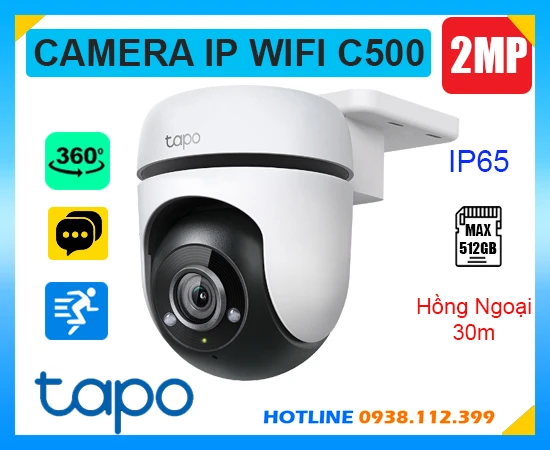 CAMERA IP WIFI C500
2MP
tapo
360°
IP65
MAX
512GB
Hồng Ngoại
30m
tapo
HOTLINE 0938.112.399